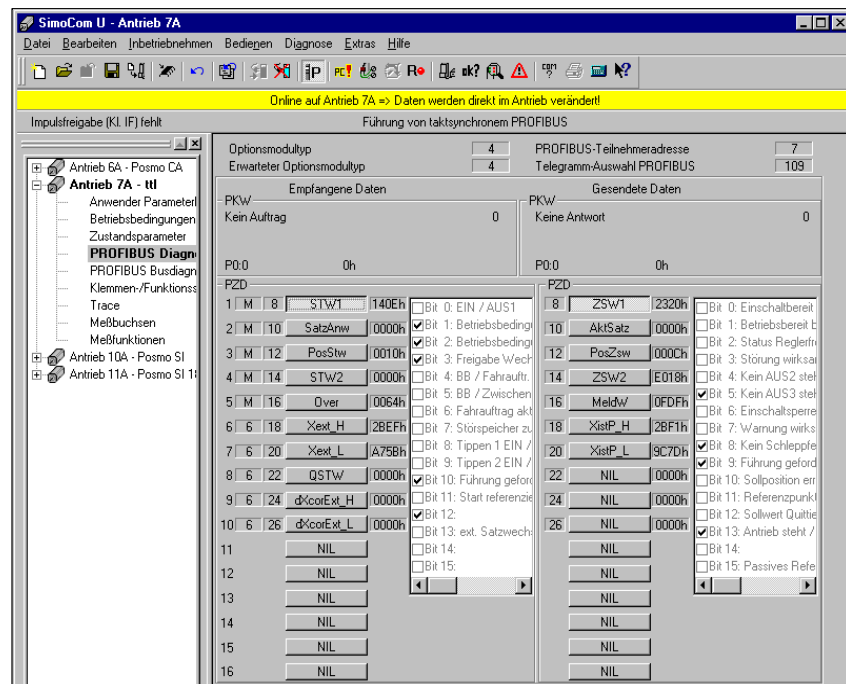 SimoCom U - Antrieb 7A
Datei Bearbeiten Inbetriebnehmen Bedienen Diagnose Extras Hilfe
Online auf Antrieb 7A => Daten werden direkt im Antrieb verändert!
Impulsfreigabe (Kl. IF) fehlt Führung von taktsynchronem PROFIBUS
Antrieb 6A - Posmo CA
Antrieb 7A - ttl
Anwender Parameterl
Betriebsbedingungen
Zustandsparameter
PROFIBUS Diagn
PROFIBUS Busdiagn
Klemmen-/Funktionss
Trace
Meßbuchsen
Meßfunktionen
Antrieb 10A - Posmo SI
Antrieb 11A - Posmo SI 1
Optionsmodultyp 4 PROFIBUS-Teilnehmeradresse 7
Erwarteter Optionsmodultyp 4 Telegramm-Auswahl PROFIBUS 109
Empfangene Daten
PKW
Kein Auftrag 0
P0:0 0h
Gesendete Daten
PKW
Keine Antwort 0
P0:0 0h
PZD
1 M 8 STW1 140Eh
2 M 10 SatzAnw 0000h
3 M 12 PosStw 0010h
4 M 14 STW2 0000h
5 M 16 Over 0064h
6 6 18 Xext_H 2BEFh
7 6 20 Xext_L A75Bh
8 6 22 QSTW 0000h
9 6 24 dXcorExt_H 0000h
10 6 26 dXcorExt_L 0000h
11 NIL
12 NIL
13 NIL
14 NIL
15 NIL
16 NIL
Bit 0: EIN / AUS1
Bit 1: Betriebsbedingu
Bit 2: Betriebsbedingu
Bit 3: Freigabe Wech
Bit 4: BB / Fahrauftr.
Bit 5: BB / Zwischen
Bit 6: Fahrauftrag akt
Bit 7: Störspeicher zu
Bit 8: Tippen 1 EIN /
Bit 9: Tippen 2 EIN /
Bit 10: Führung geford
Bit 11: Start referenzie
Bit 12:
Bit 13: ext. Satzwech
Bit 14:
Bit 15:
PZD
8 ZSW1 2320h
10 AktSatz 0000h
12 PosZsw 000Ch
14 ZSW2 E018h
16 MeldW 0FDFh
18 XistP_H 2BF1h
20 XistP_L 9C7Dh
22 NIL 0000h
24 NIL 0000h
26 NIL 0000h
NIL
NIL
NIL
NIL
NIL
NIL
Bit 0: Einschaltbereit
Bit 1: Betriebsbereit b
Bit 2: Status Reglerfr
Bit 3: Störung wirksa
Bit 4: Kein AUS2 steh
Bit 5: Kein AUS3 steh
Bit 6: Einschaltsperre
Bit 7: Warnung wirks
Bit 8: Kein Schleppfe
Bit 9: Führung geford
Bit 10: Sollposition err
Bit 11: Referenzpunkt
Bit 12: Sollwert Quittie
Bit 13: Antrieb steht /
Bit 14:
Bit 15: Passives Refe